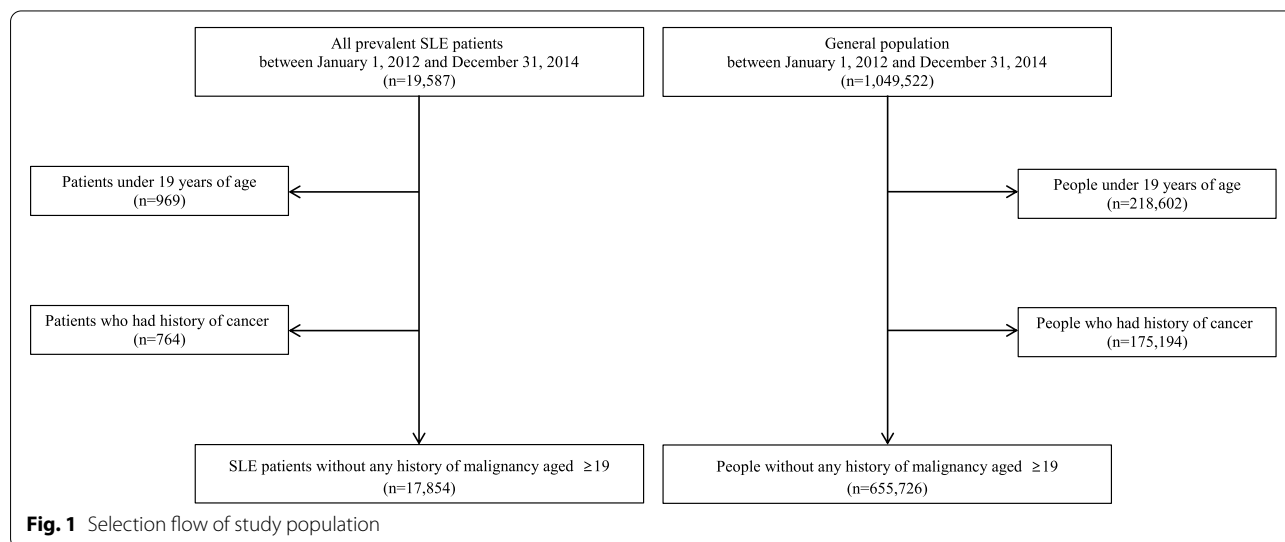 All prevalent SLE patients
between January 1, 2012 and December 31, 2014
(n=19,587)
General population
between January 1, 2012 and December 31, 2014
(n=1,049,522)
Patients under 19 years of age
(n=969)
People under 19 years of age
(n=218,602)
Patients who had history of cancer
(n=764)
People who had history of cancer
(n=175,194)
SLE patients without any history of malignancy aged ≥19
(n=17,854)
People without any history of malignancy aged ≥19
(n=655,726)
Fig. 1 Selection flow of study population